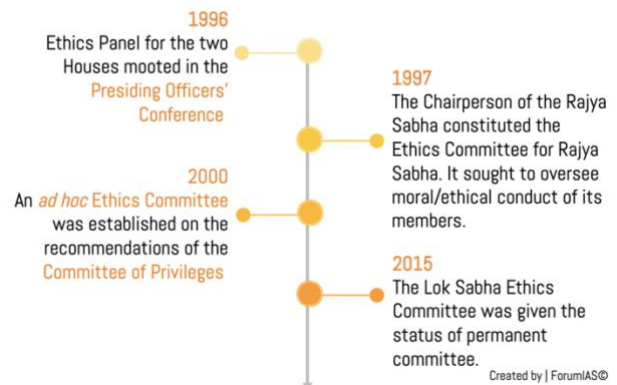 1996
Ethics Panel for the two
Houses mooted in the
Presiding Officers'
Conference
1997
The Chairperson of the Rajya
Sabha constituted the
Ethics Committee for Rajya
Sabha. It sought to oversee
moral/ethical conduct of its
members.
2000
An ad hoc Ethics Committee
was established on the
recommendations of the
Committee of Privileges
2015
The Lok Sabha Ethics
Committee was given the
status of permanent
committee.
Created by | ForumIAS©